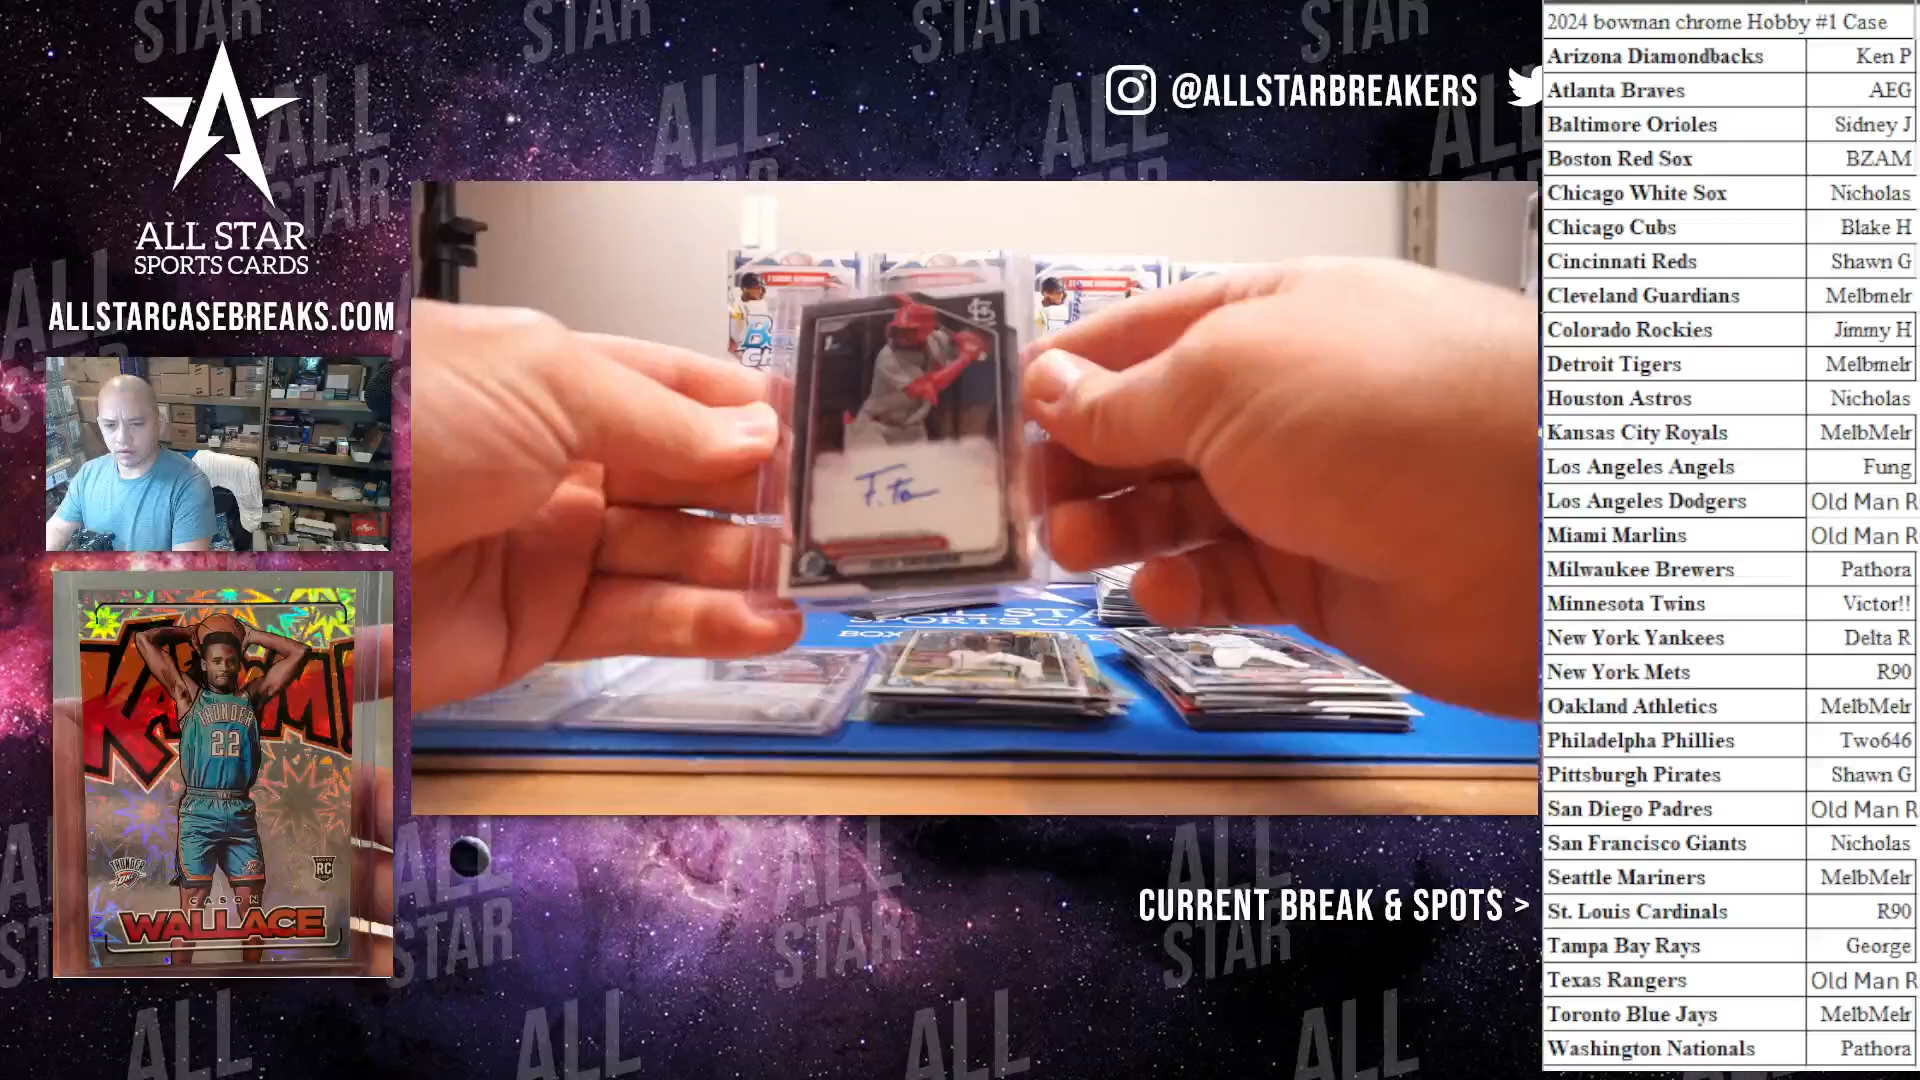 ALL STAR
SPORTS CARDS
ALLSTARCASEBREAKS.COM
@ALLSTARBREAKERS
F. Ta
KABOOM!
THUNDER
22
RC
CASON
WALLACE
CURRENT BREAK & SPOTS >
2024 bowman chrome Hobby #1 Case
Arizona Diamondbacks Ken P
Atlanta Braves AEG
Baltimore Orioles Sidney J
Boston Red Sox BZAM
Chicago White Sox Nicholas
Chicago Cubs Blake H
Cincinnati Reds Shawn G
Cleveland Guardians Melbmelr
Colorado Rockies Jimmy H
Detroit Tigers Melbmelr
Houston Astros Nicholas
Kansas City Royals MelbMelr
Los Angeles Angels Fung
Los Angeles Dodgers Old Man R
Miami Marlins Old Man R
Milwaukee Brewers Pathora
Minnesota Twins Victor!!
New York Yankees Delta R
New York Mets R90
Oakland Athletics MelbMelr
Philadelpha Phillies Two646
Pittsburgh Pirates Shawn G
San Diego Padres Old Man R
San Francisco Giants Nicholas
Seattle Mariners MelbMelr
St. Louis Cardinals R90
Tampa Bay Rays George
Texas Rangers Old Man R
Toronto Blue Jays MelbMelr
Washington Nationals Pathora